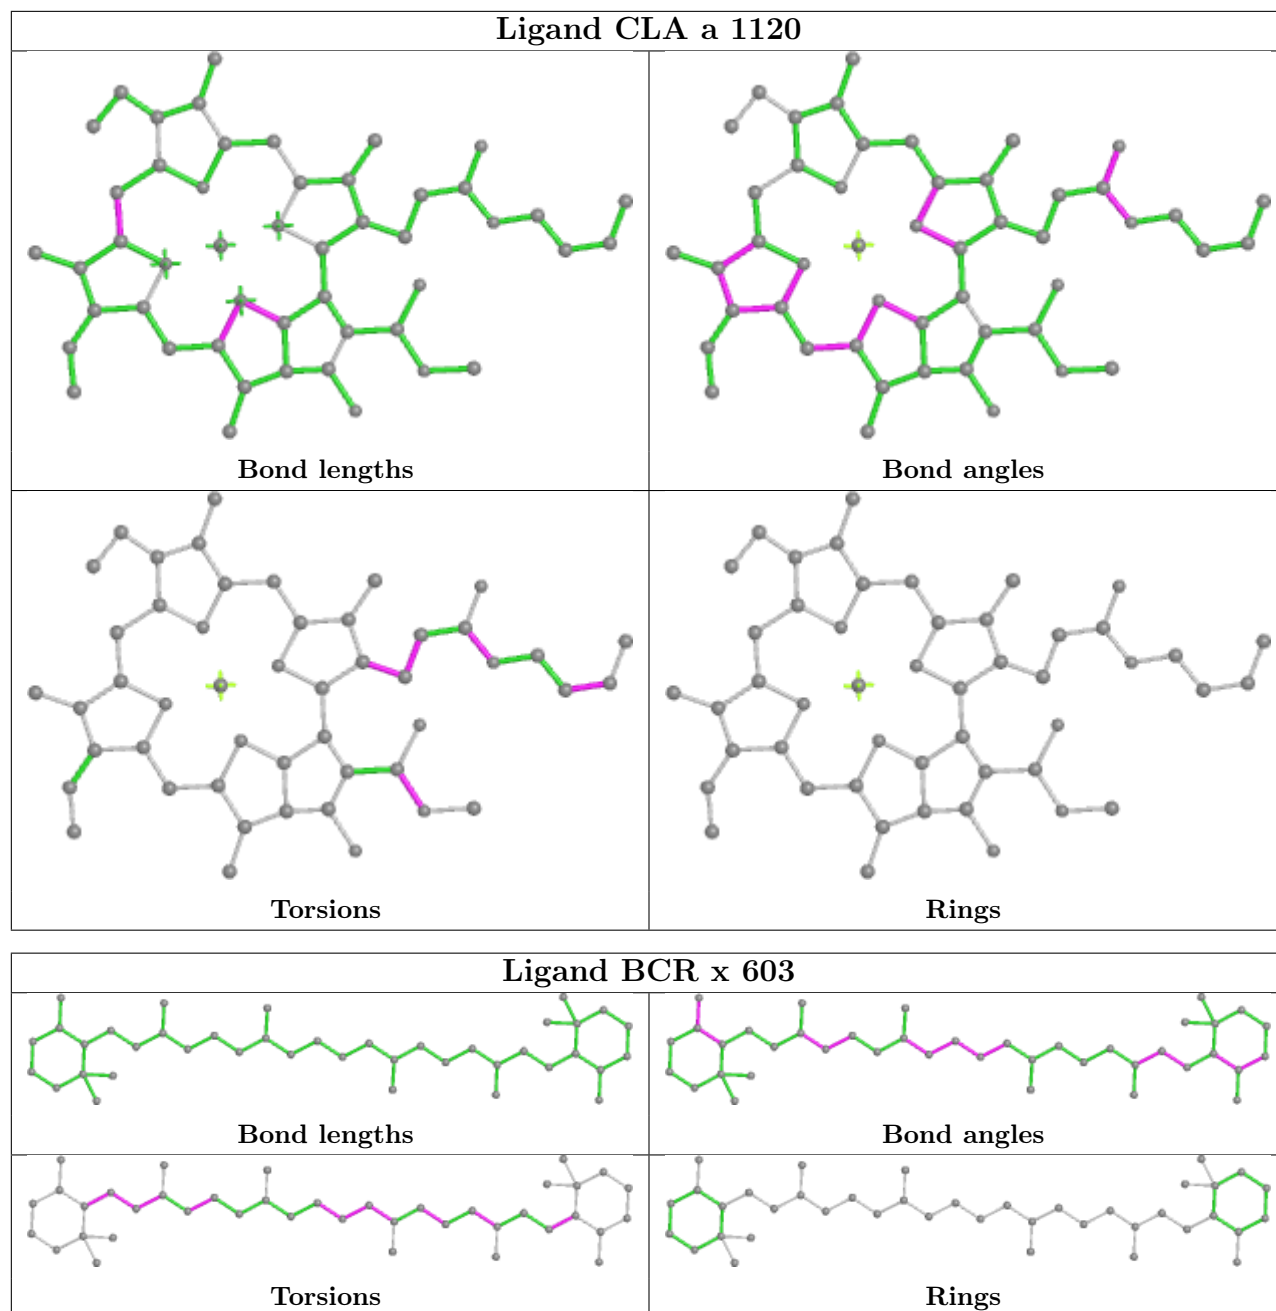 Ligand CLA a 1120
Bond lengths
Bond angles
Torsions
Rings
Ligand BCR x 603
Bond lengths
Bond angles
Torsions
Rings